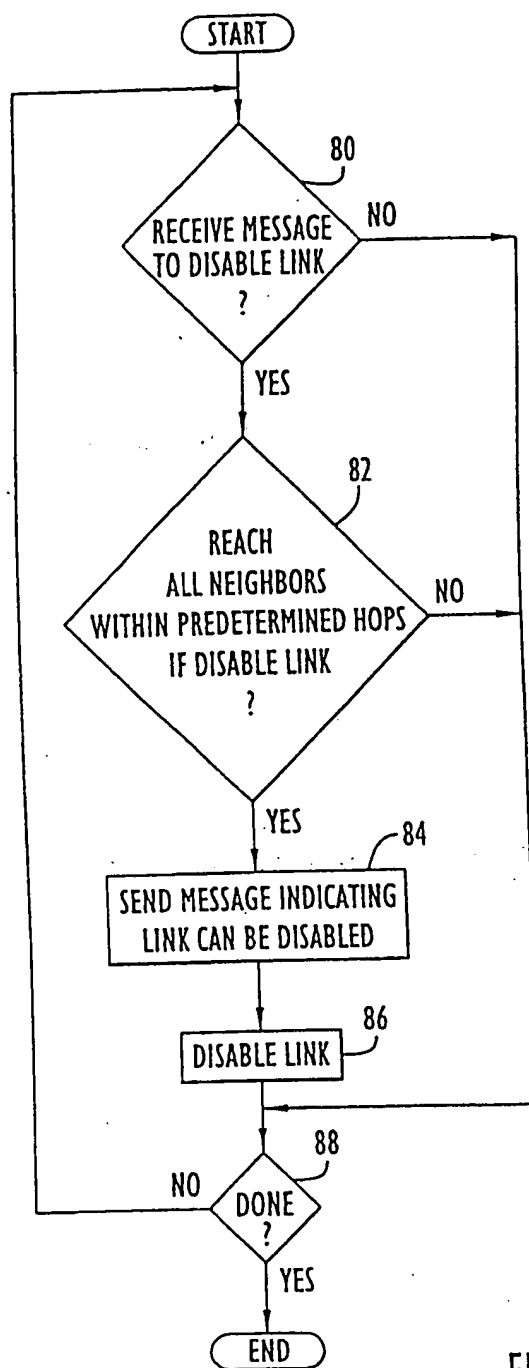 START
80
RECEIVE MESSAGE
TO DISABLE LINK
?
NO
YES
82
REACH
ALL NEIGHBORS
WITHIN PREDETERMINED HOPS
IF DISABLE LINK
?
NO
YES
84
SEND MESSAGE INDICATING
LINK CAN BE DISABLED
86
DISABLE LINK
88
NO
DONE
?
YES
END